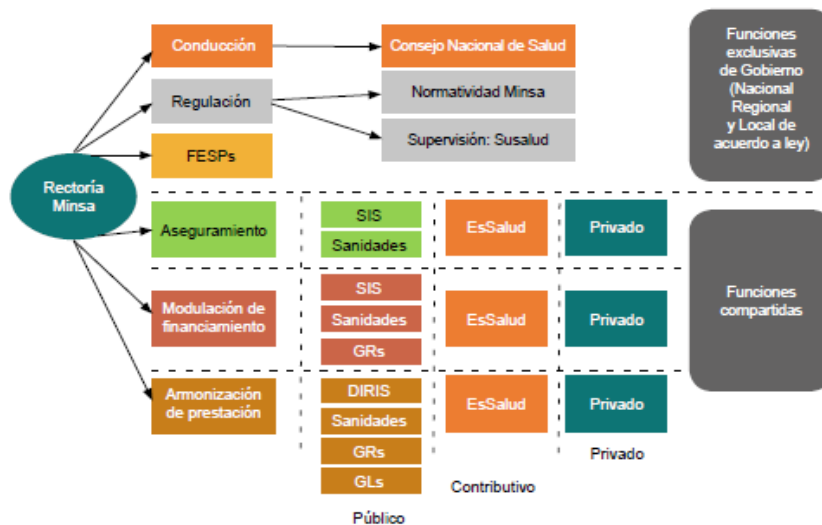 Rectoría
Minsa
Conducción
Consejo Nacional de Salud
Regulación
Normatividad Minsa
Supervisión: Susalud
FESPs
Funciones
exclusivas
de Gobierno
(Nacional
Regional
y Local de
acuerdo a ley)
Aseguramiento
SIS
Sanidades
EsSalud
Privado
Modulación de
financiamiento
SIS
Sanidades
GRs
EsSalud
Privado
Funciones
compartidas
Armonización
de prestación
DIRIS
Sanidades
GRs
GLs
EsSalud
Privado
Público
Contributivo
Privado